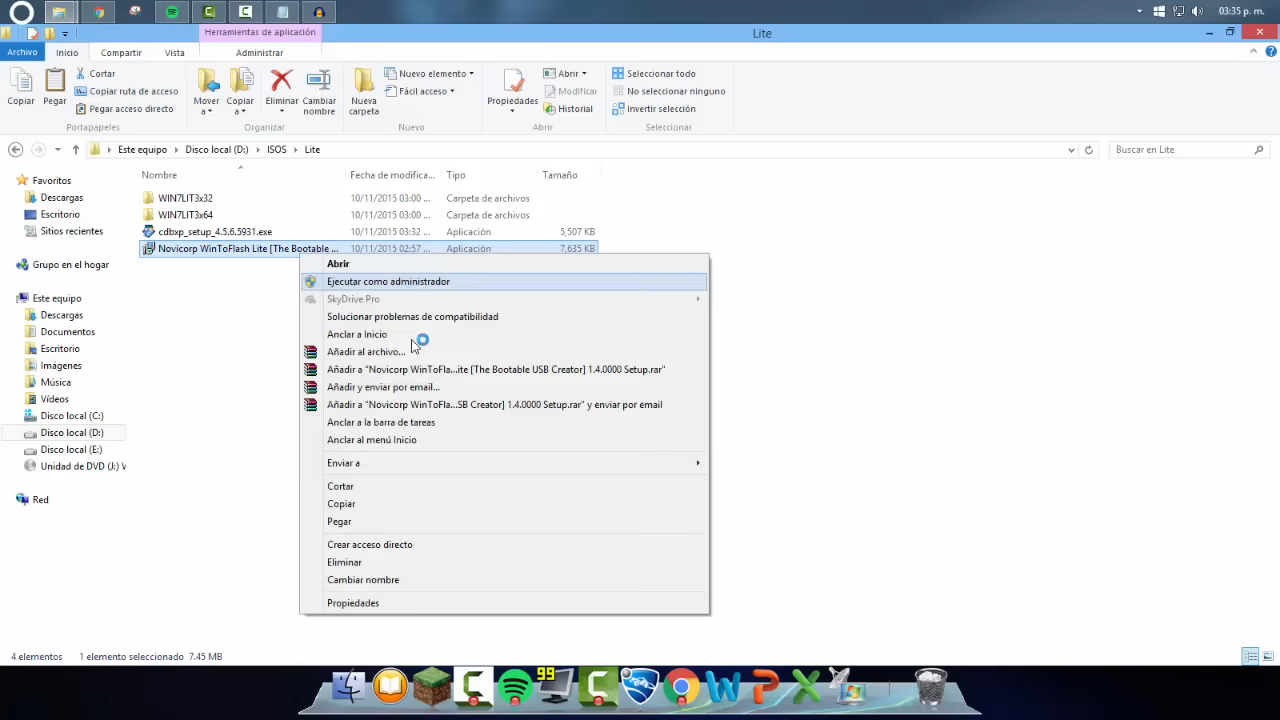 03:35 p. m.
Herramientas de aplicación
Lite
Archivo Inicio Compartir Vista Administrar
Copiar
Pegar
Cortar
Copiar ruta de acceso
Pegar acceso directo
Portapapeles
Mover a
Copiar a
Eliminar
Cambiar nombre
Organizar
Nueva carpeta
Nuevo elemento
Fácil acceso
Nuevo
Propiedades
Abrir
Modificar
Historial
Abrir
Seleccionar todo
No seleccionar ninguno
Invertir selección
Seleccionar
Este equipo Disco local (D:) ISOS Lite
Buscar en Lite
Favoritos
Descargas
Escritorio
Sitios recientes
Grupo en el hogar
Este equipo
Descargas
Documentos
Escritorio
Imágenes
Música
Vídeos
Disco local (C:)
Disco local (D:)
Disco local (E:)
Unidad de DVD (J:) V
Red
Nombre Fecha de modifica... Tipo Tamaño
WIN7LIT3x32 10/11/2015 03:00 ... Carpeta de archivos
WIN7LIT3x64 10/11/2015 03:00 ... Carpeta de archivos
cdbxp_setup_4.5.6.5931.exe 10/11/2015 03:32 ... Aplicación 5,507 KB
Novicorp WinToFlash Lite [The Bootable ... 10/11/2015 02:57 ... Aplicación 7,635 KB
Abrir
Ejecutar como administrador
SkyDrive Pro
Solucionar problemas de compatibilidad
Anclar a Inicio
Añadir al archivo...
Añadir a "Novicorp WinToFla...ite [The Bootable USB Creator] 1.4.0000 Setup.rar"
Añadir y enviar por email...
Añadir a "Novicorp WinToFla...SB Creator] 1.4.0000 Setup.rar" y enviar por email
Anclar a la barra de tareas
Anclar al menú Inicio
Enviar a
Cortar
Copiar
Pegar
Crear acceso directo
Eliminar
Cambiar nombre
Propiedades
4 elementos 1 elemento seleccionado 7.45 MB
99